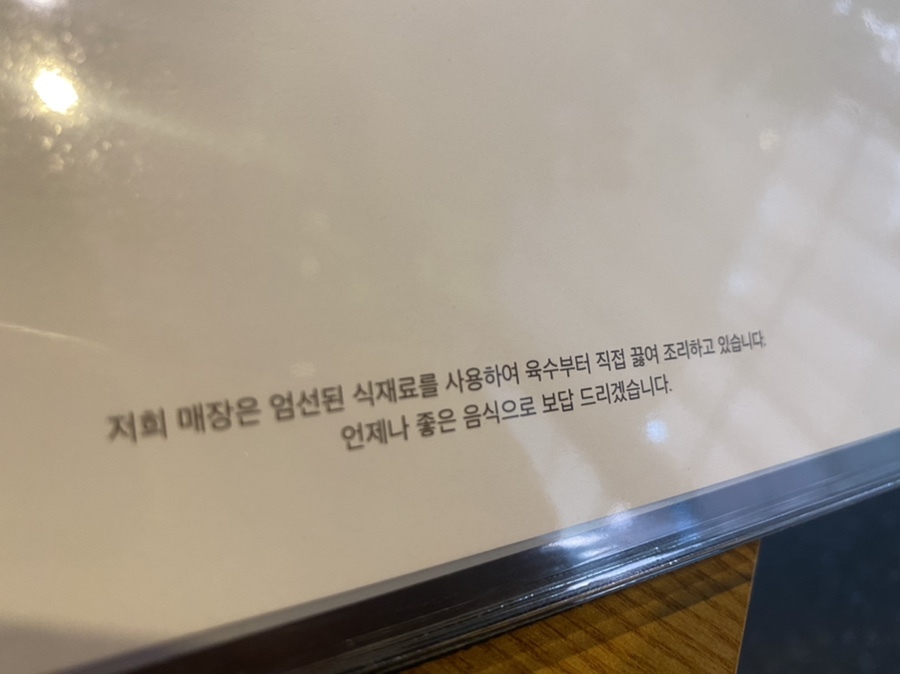 저희 매장은 엄선된 식재료를 사용하여 육수부터 직접 끓여 조리하고 있습니다.
언제나 좋은 음식으로 보답 드리겠습니다.